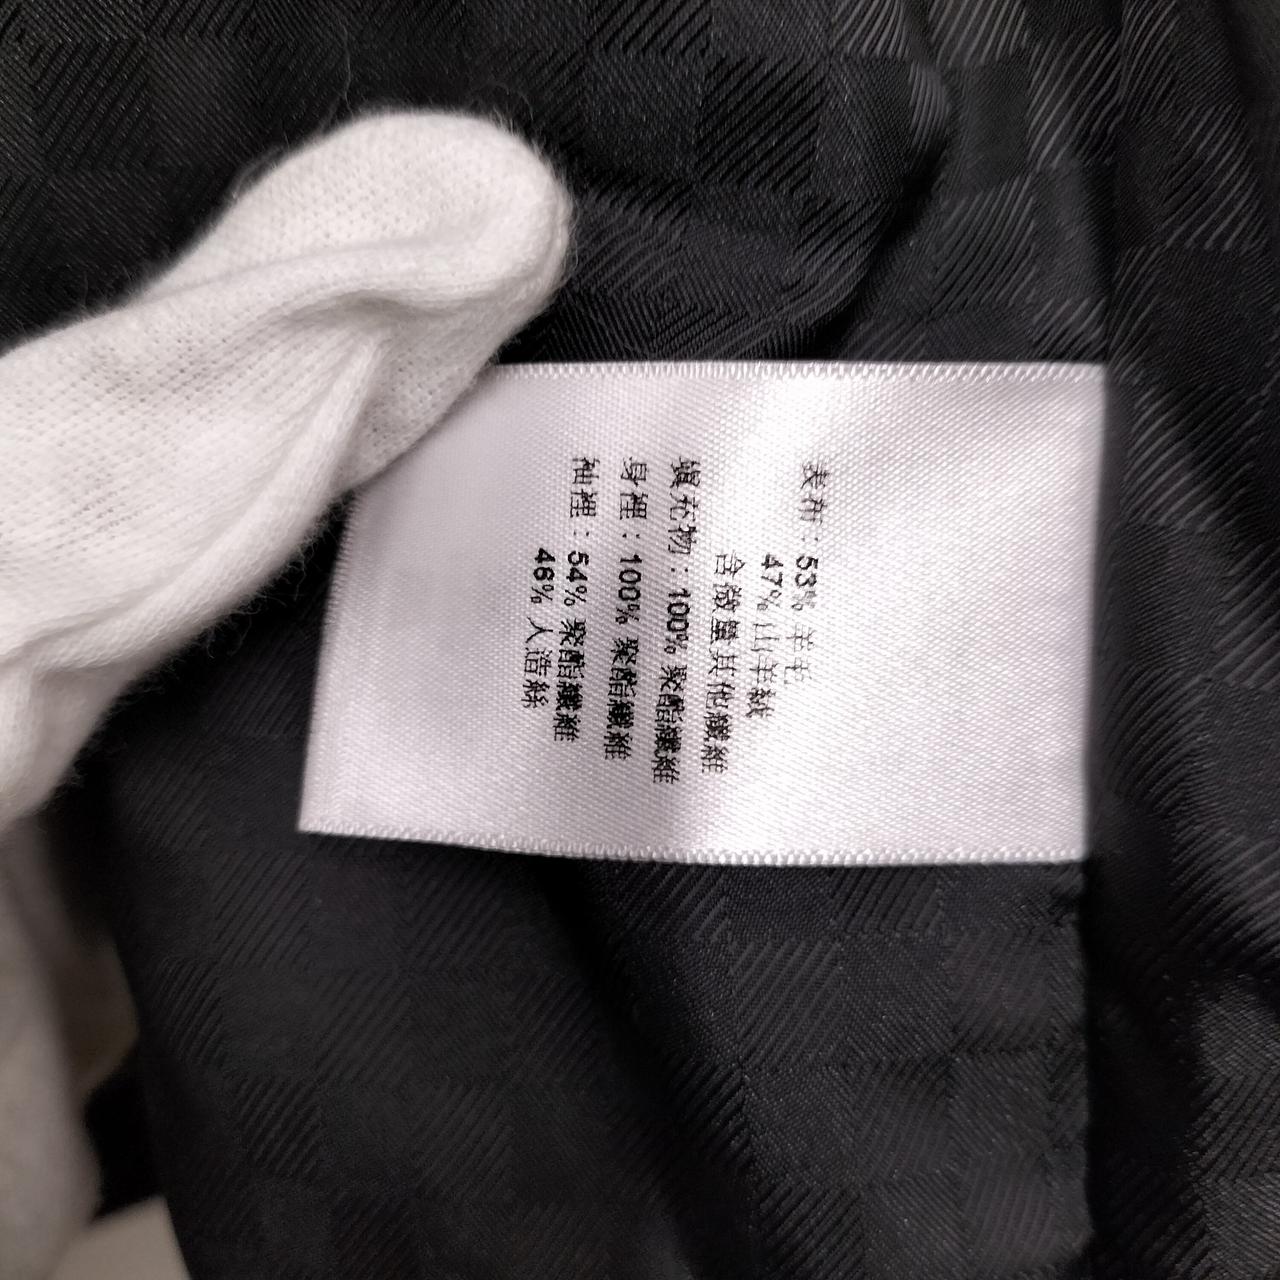 表布：53% 羊毛
47% 山羊絨
含微量其他纖維
填充物：100% 聚酯纖維
身裡：100% 聚酯纖維
袖裡：54% 聚酯纖維
46% 人造絲